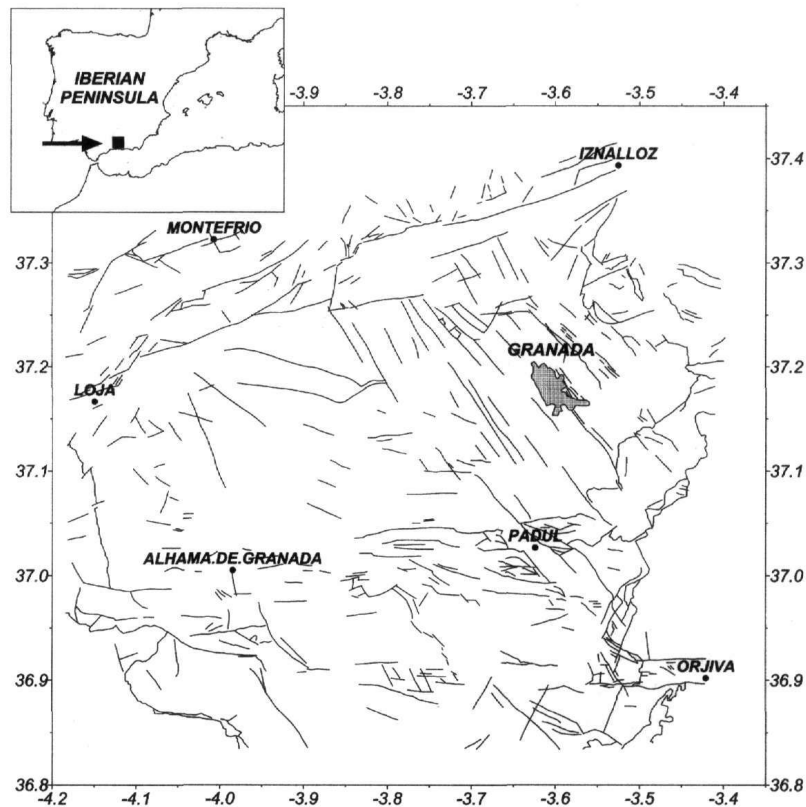 IBERIAN
PENINSULA
-3.9 -3.8 -3.7 -3.6 -3.5 -3.4
IZNALLOZ
37.4
MONTEFRIO
37.3 37.3
GRANADA
37.2 37.2
LOJA
37.1 37.1
PADUL
ALHAMA.DE.GRANADA
37.0 37.0
ORJIVA
36.9 36.9
36.8 36.8
-4.2 -4.1 -4.0 -3.9 -3.8 -3.7 -3.6 -3.5 -3.4